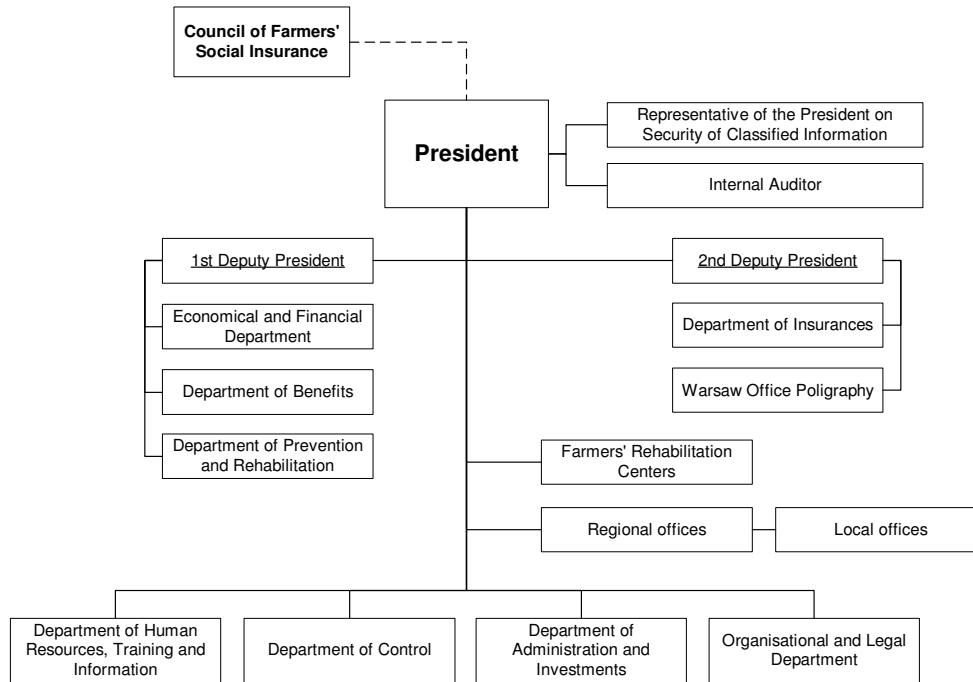 Council of Farmers'
Social Insurance
President
Representative of the President on
Security of Classified Information
Internal Auditor
1st Deputy President
2nd Deputy President
Economical and Financial
Department
Department of Insurances
Department of Benefits
Warsaw Office Poligraphy
Department of Prevention
and Rehabilitation
Farmers' Rehabilitation
Centers
Regional offices
Local offices
Department of Human
Resources, Training and
Information
Department of Control
Department of
Administration and
Investments
Organisational and Legal
Department